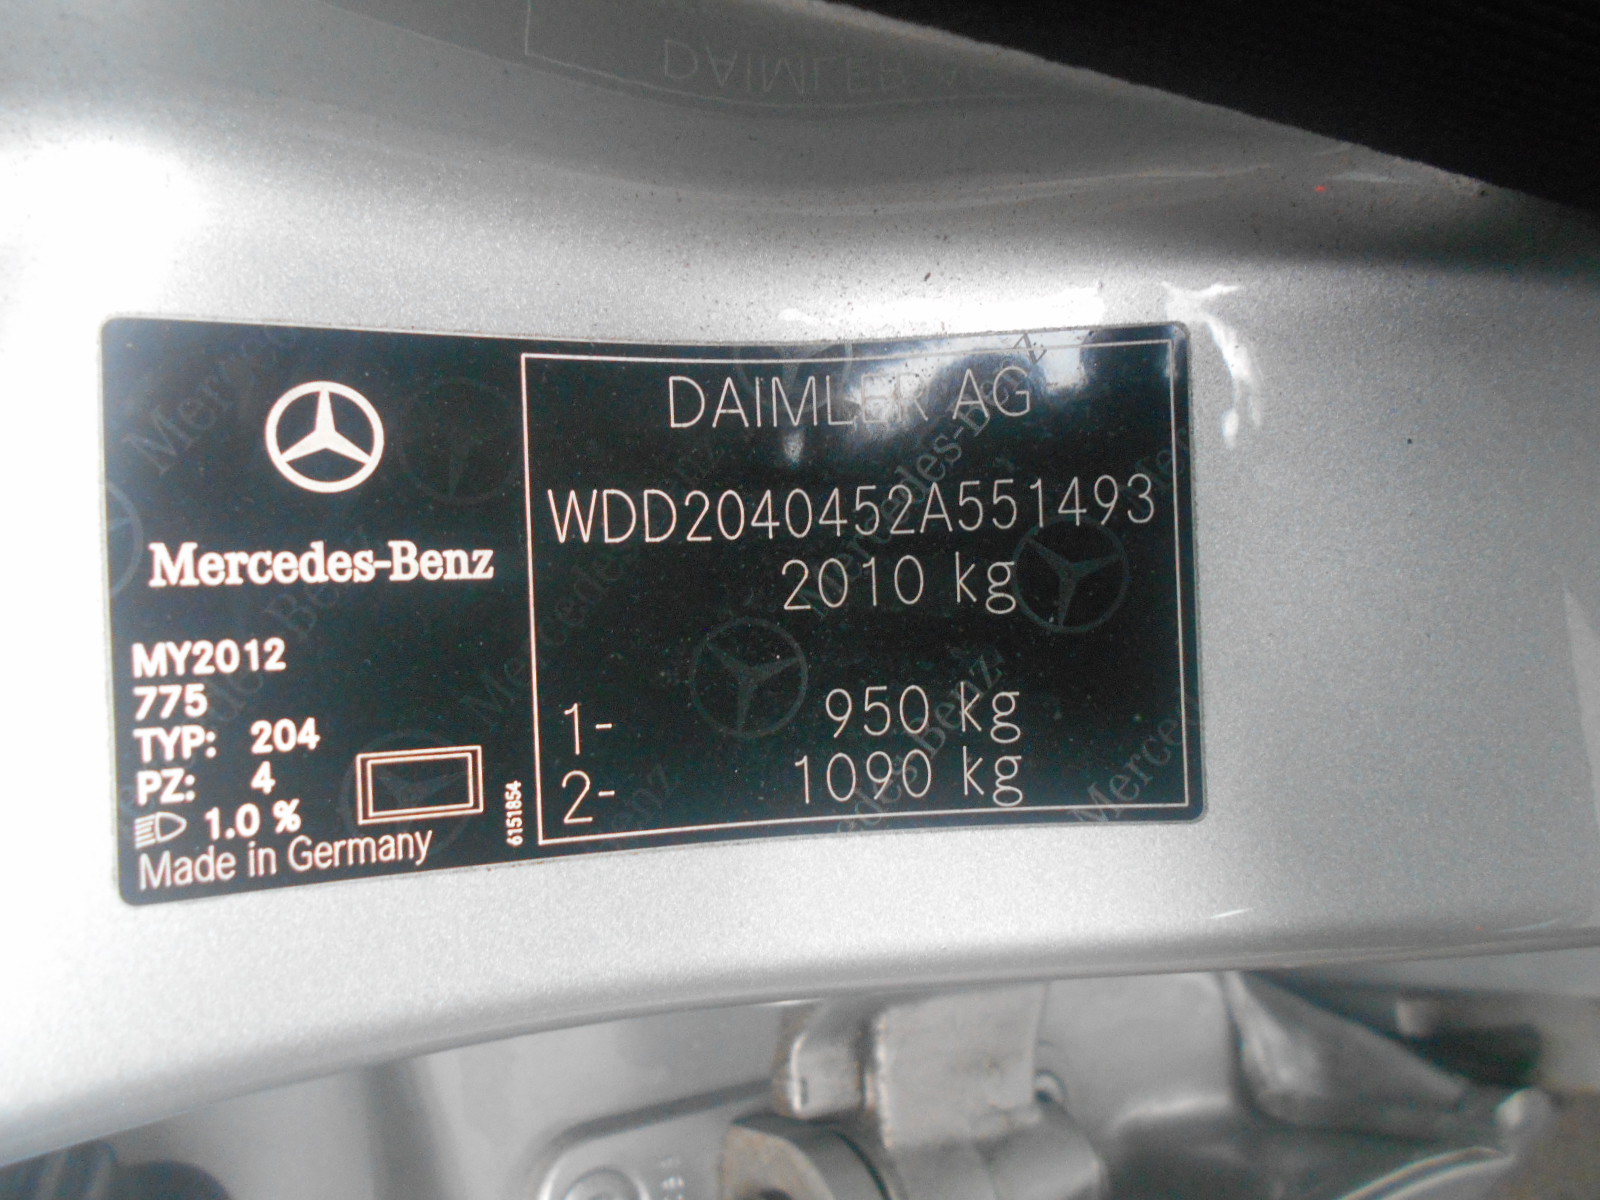 Mercedes-Benz
MY2012
775
TYP: 204
PZ: 4
1.0 %
Made in Germany
6151854
DAIMLER AG
WDD2040452A551493
2010 kg
1- 950 kg
2- 1090 kg